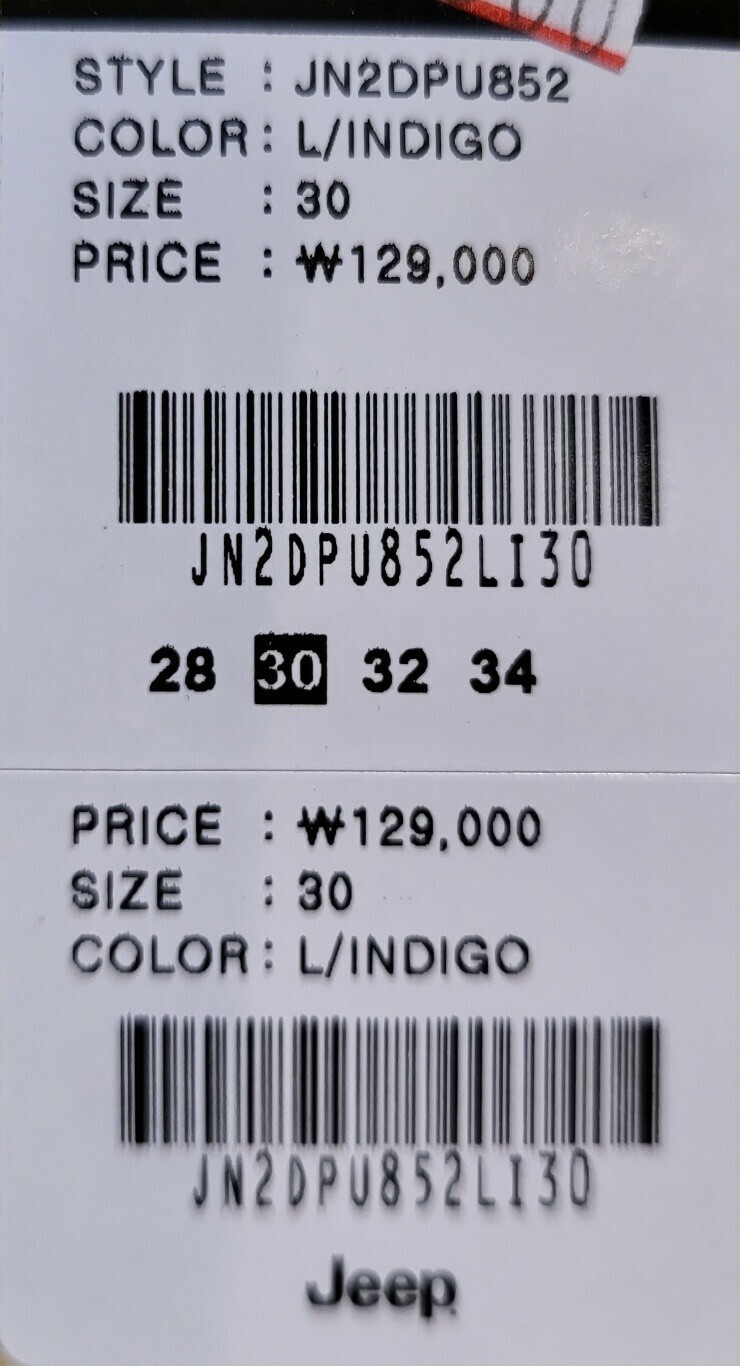 STYLE : JN2DPU852
COLOR : L/INDIGO
SIZE : 30
PRICE : ₩129,000
JN2DPU852LI30
28 30 32 34
PRICE : ₩129,000
SIZE : 30
COLOR : L/INDIGO
JN2DPU852LI30
Jeep